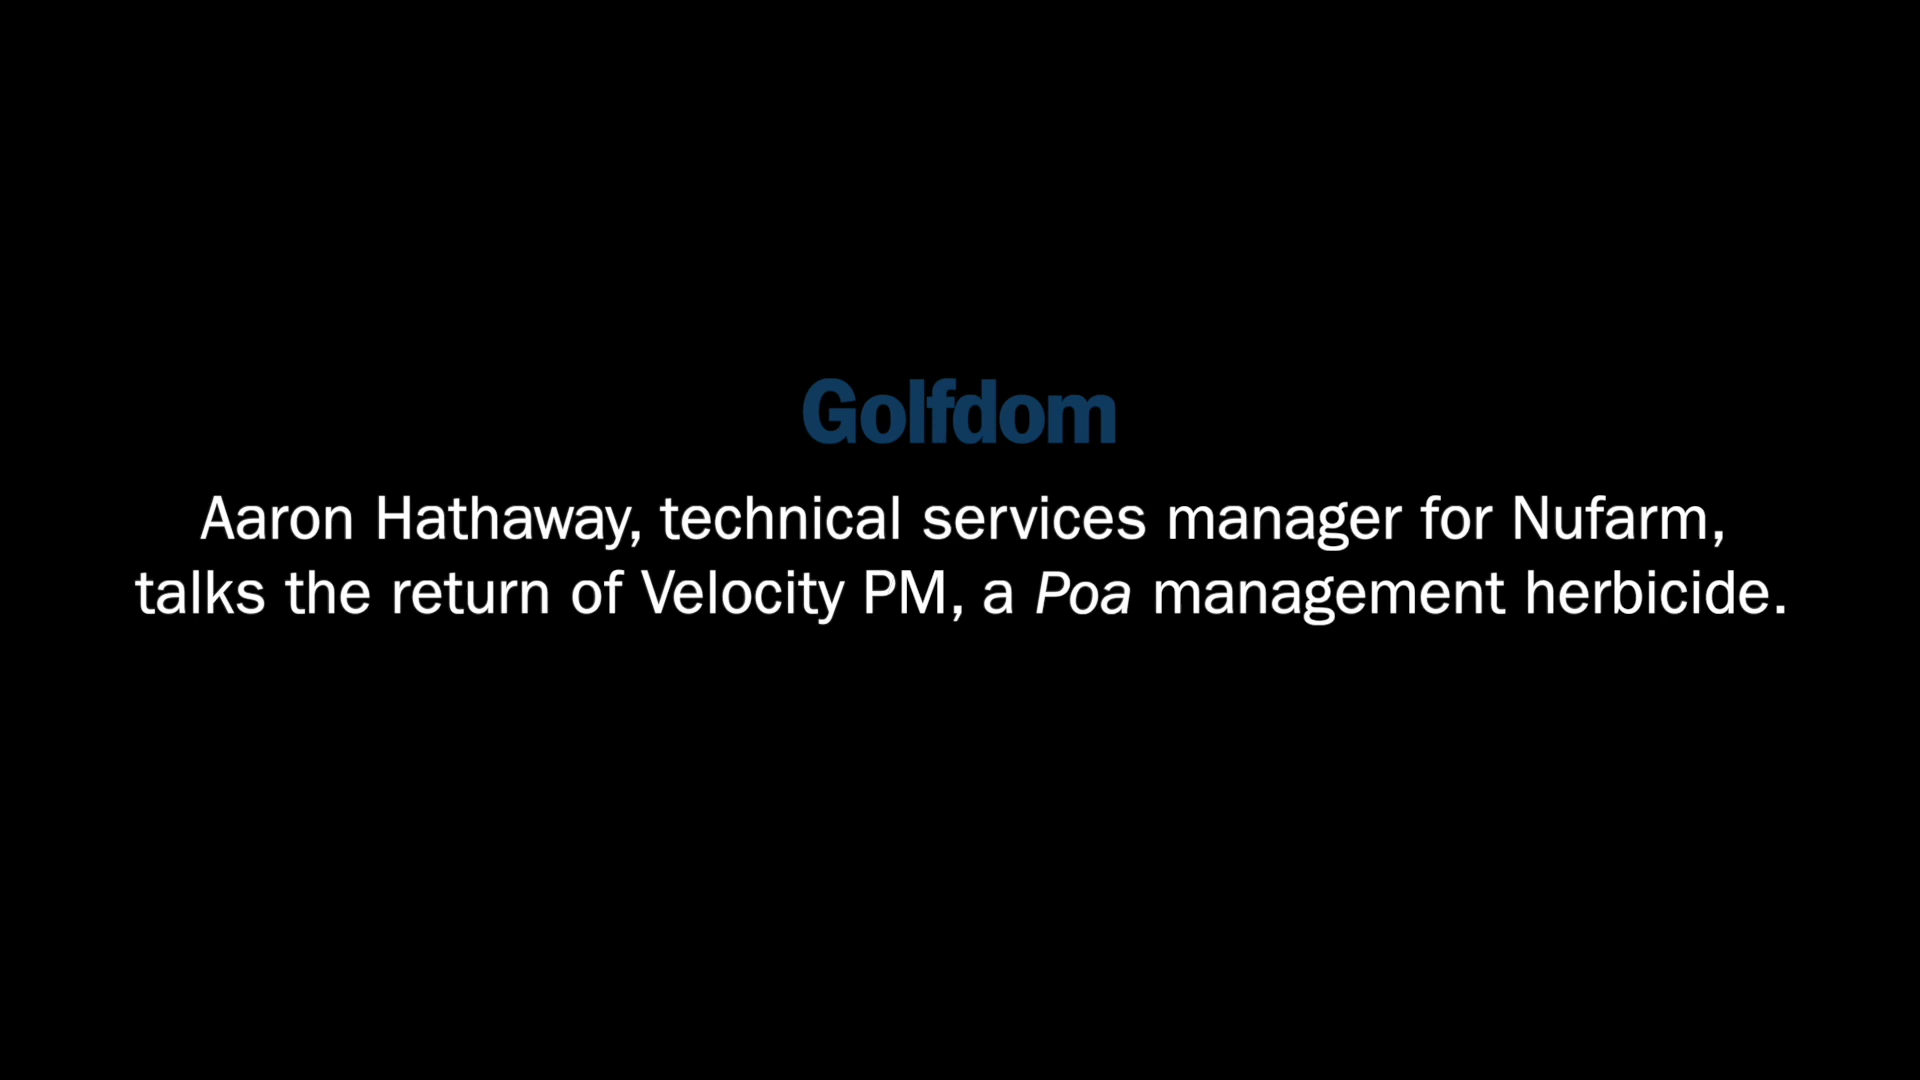 Golfdom
Aaron Hathaway, technical services manager for Nufarm,
talks the return of Velocity PM, a Poa management herbicide.